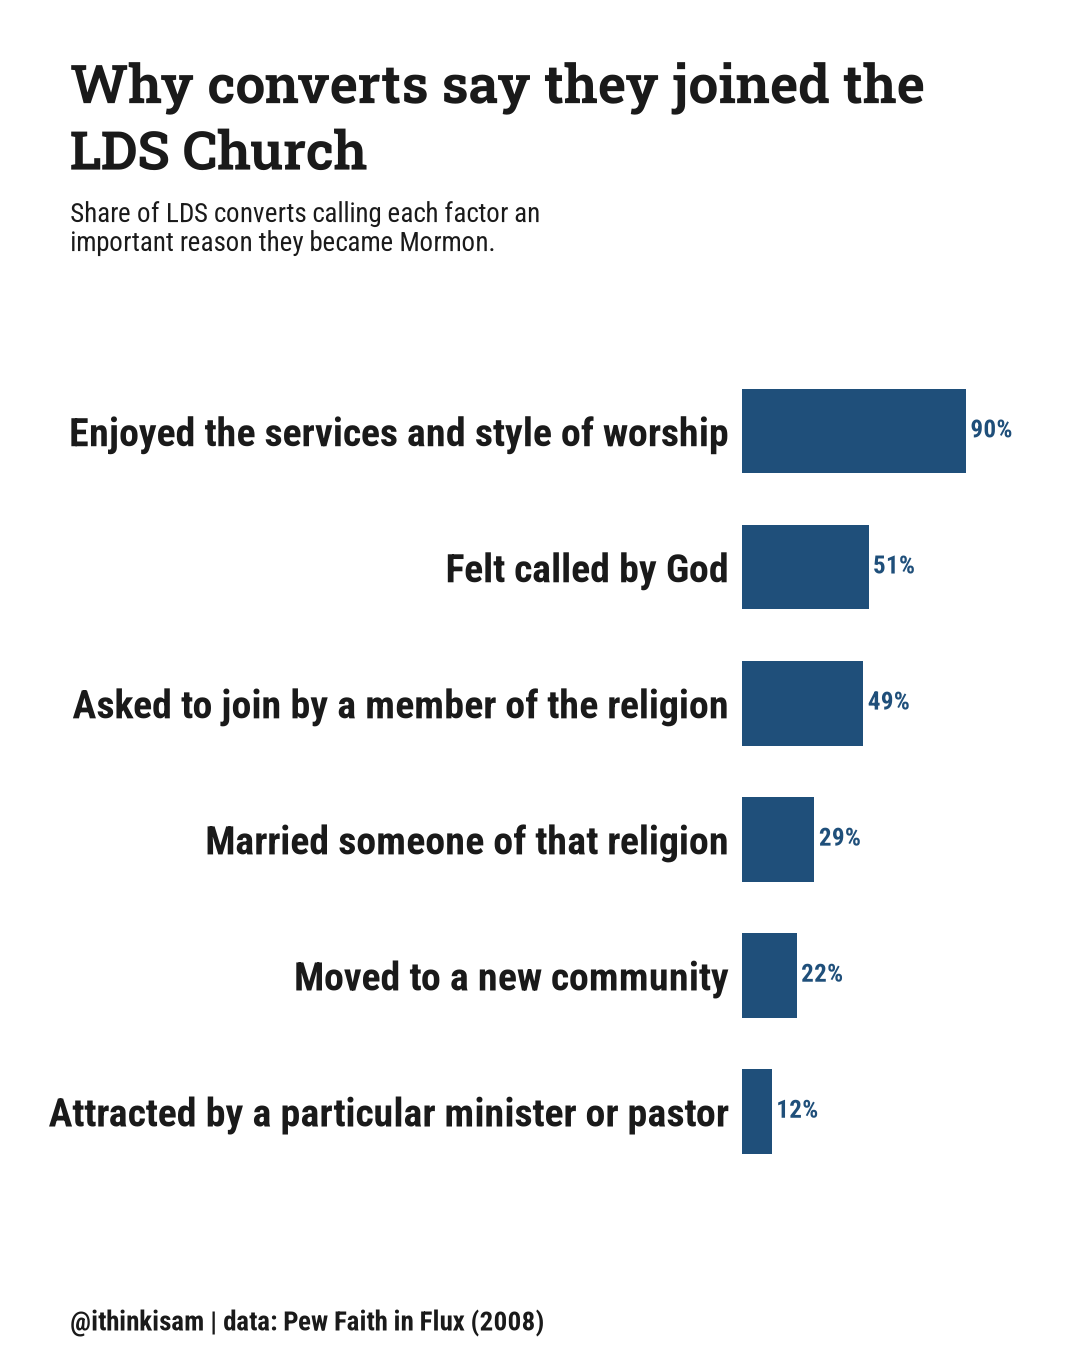 Why converts say they joined the
LDS Church
Share of LDS converts calling each factor an
important reason they became Mormon.
Enjoyed the services and style of worship 90%
Felt called by God 51%
Asked to join by a member of the religion 49%
Married someone of that religion 29%
Moved to a new community 22%
Attracted by a particular minister or pastor 12%
@ithinkisam | data: Pew Faith in Flux (2008)